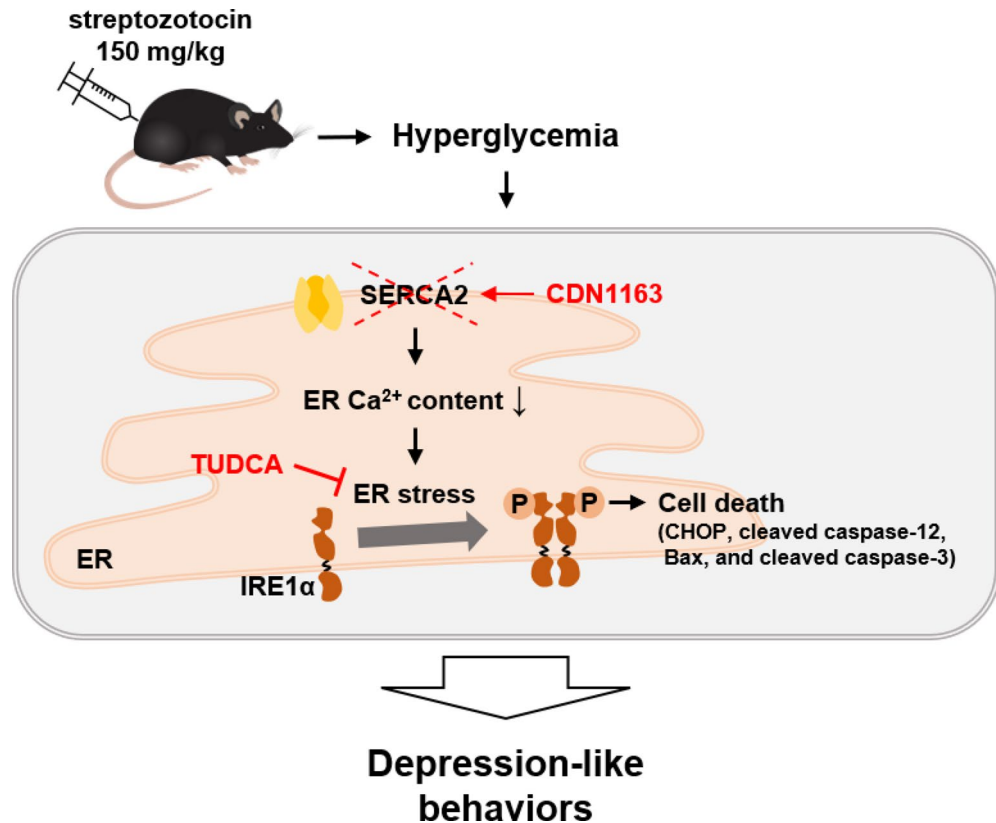 streptozotocin
150 mg/kg
Hyperglycemia
SERCA2
CDN1163
ER Ca²⁺ content ↓
TUDCA
ER stress
P
P
Cell death
(CHOP, cleaved caspase-12,
Bax, and cleaved caspase-3)
ER
IRE1α
Depression-like
behaviors